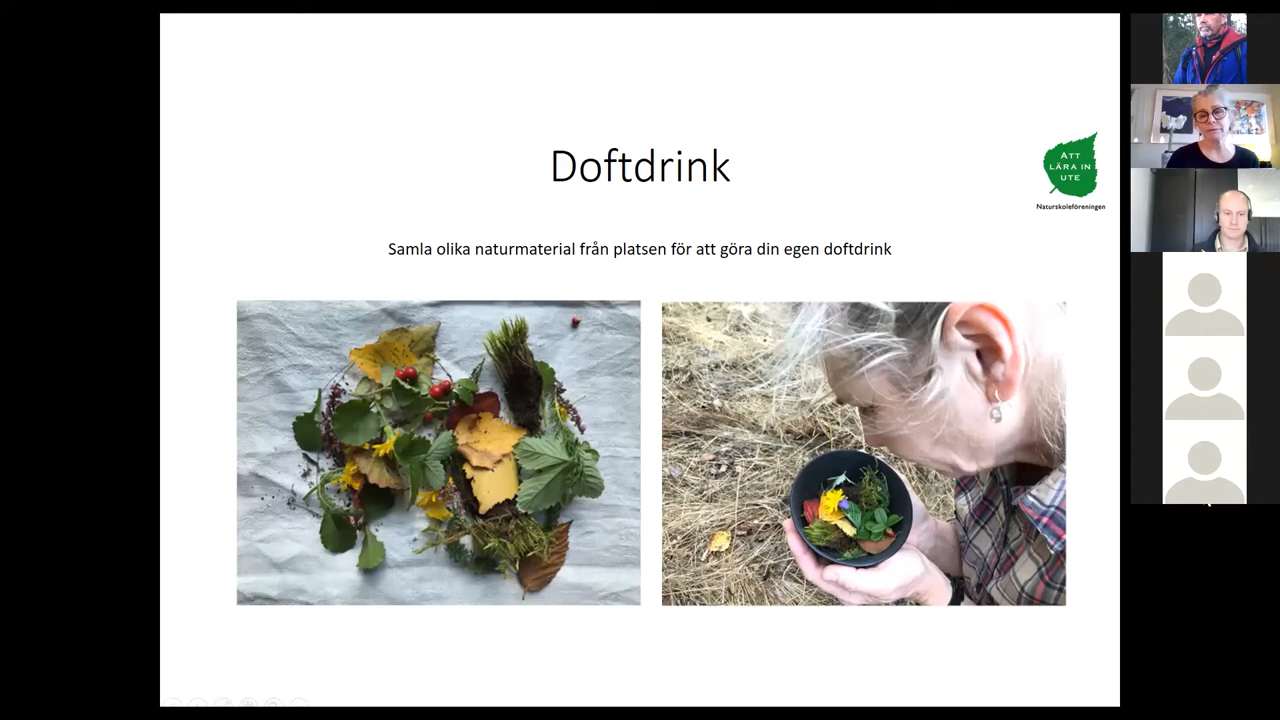 Doftdrink
ATT
LÄRA IN
UTE
Naturskoleföreningen
Samla olika naturmaterial från platsen för att göra din egen doftdrink